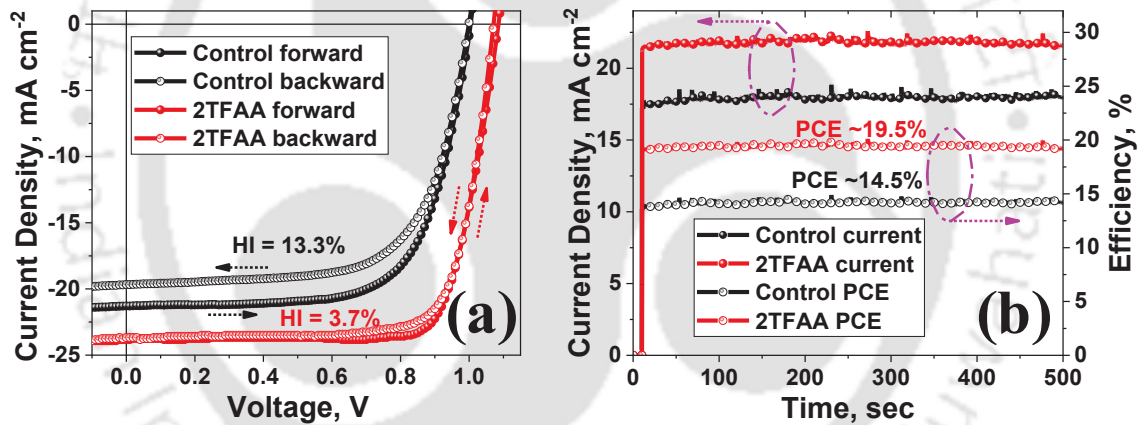 Current Density, mA cm-2
0
-5
-10
-15
-20
-25
Control forward
Control backward
2TFAA forward
2TFAA backward
HI = 13.3%
HI = 3.7%
(a)
0.0 0.2 0.4 0.6 0.8 1.0
Voltage, V
Current Density, mA cm-2
20
15
10
5
0
PCE ~19.5%
PCE ~14.5%
Control current
2TFAA current
Control PCE
2TFAA PCE
(b)
30
25
20
15
10
5
0
Efficiency, %
0 100 200 300 400 500
Time, sec